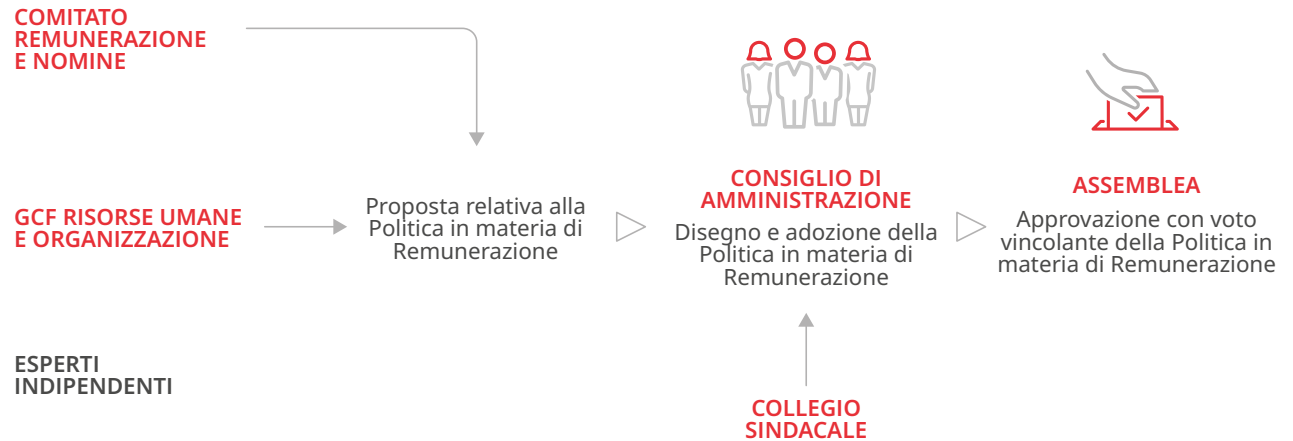 COMITATO
REMUNERAZIONE
E NOMINE
GCF RISORSE UMANE
E ORGANIZZAZIONE
ESPERTI
INDIPENDENTI
Proposta relativa alla
Politica in materia di
Remunerazione
CONSIGLIO DI
AMMINISTRAZIONE
Disegno e adozione della
Politica in materia di
Remunerazione
COLLEGIO
SINDACALE
ASSEMBLEA
Approvazione con voto
vincolante della Politica in
materia di Remunerazione